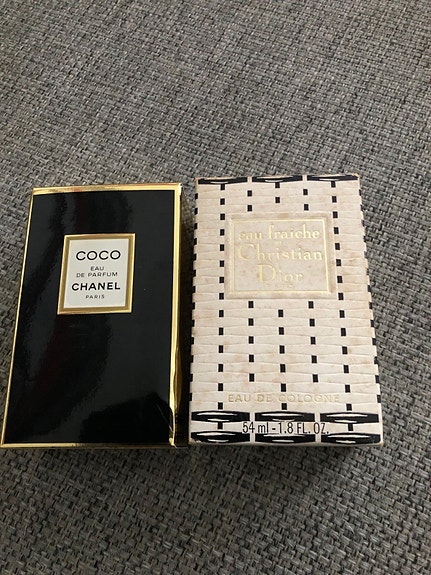 COCO
EAU
DE PARFUM
CHANEL
PARIS
eau fraîche
Christian
Dior
EAU DE COLOGNE
54 ml - 1.8 FL. OZ.